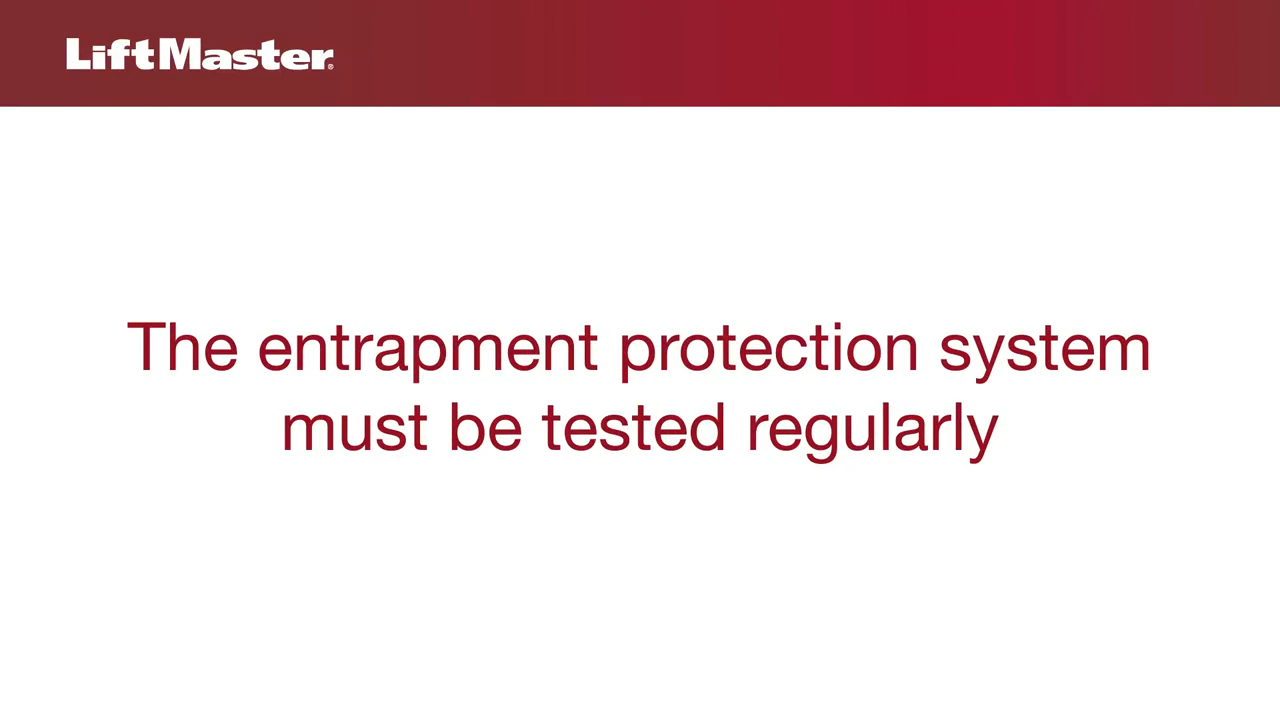 LiftMaster®
The entrapment protection system
must be tested regularly